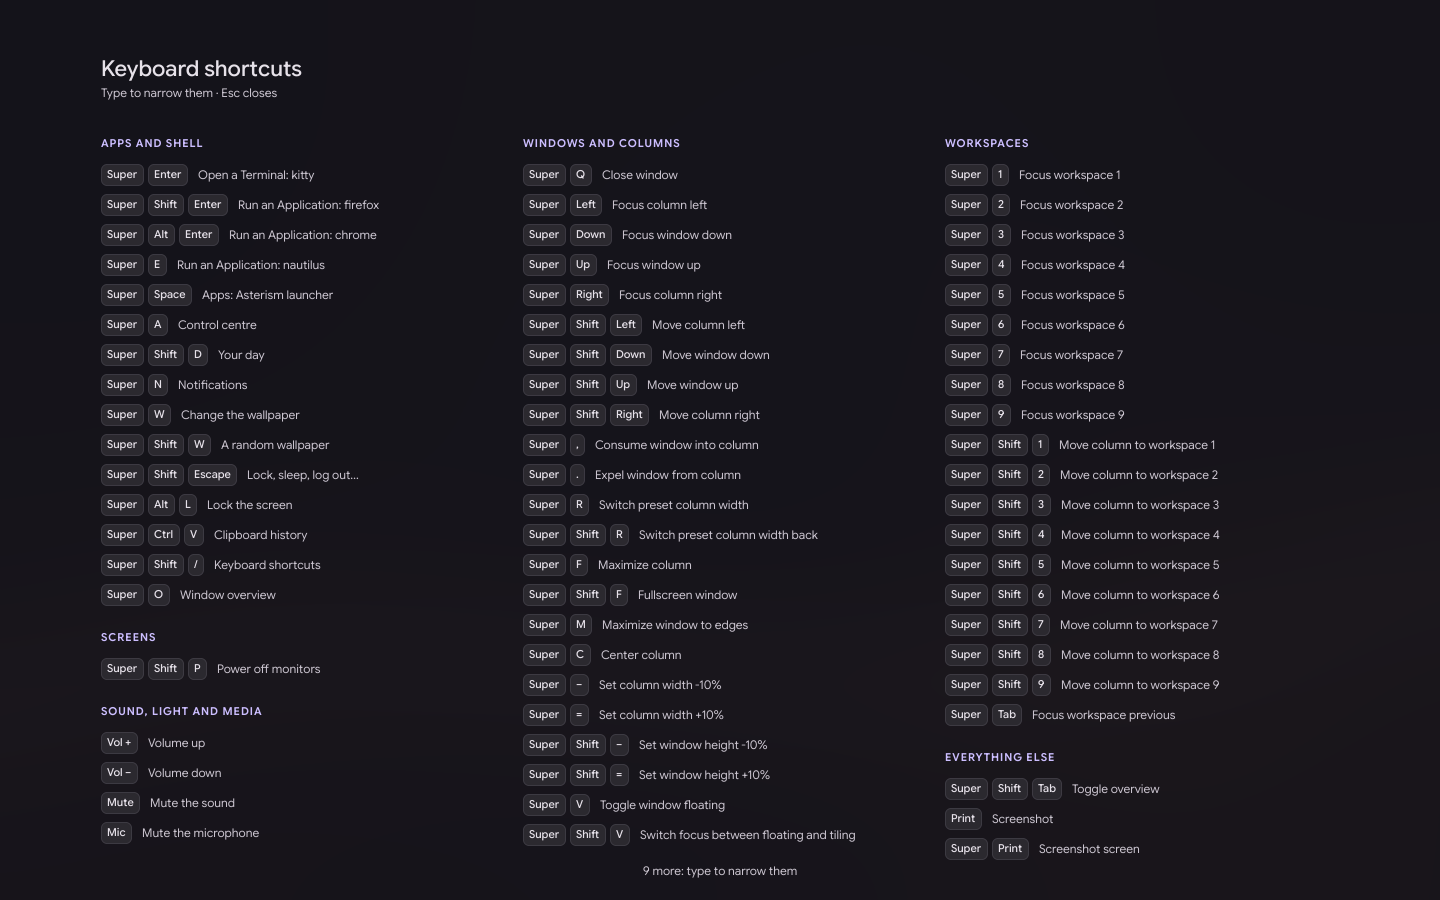 Keyboard shortcuts
Type to narrow them · Esc closes
APPS AND SHELL
Super Enter Open a Terminal: kitty
Super Shift Enter Run an Application: firefox
Super Alt Enter Run an Application: chrome
Super E Run an Application: nautilus
Super Space Apps: Asterism launcher
Super A Control centre
Super Shift D Your day
Super N Notifications
Super W Change the wallpaper
Super Shift W A random wallpaper
Super Shift Escape Lock, sleep, log out...
Super Alt L Lock the screen
Super Ctrl V Clipboard history
Super Shift / Keyboard shortcuts
Super O Window overview
SCREENS
Super Shift P Power off monitors
SOUND, LIGHT AND MEDIA
Vol + Volume up
Vol − Volume down
Mute Mute the sound
Mic Mute the microphone
WINDOWS AND COLUMNS
Super Q Close window
Super Left Focus column left
Super Down Focus window down
Super Up Focus window up
Super Right Focus column right
Super Shift Left Move column left
Super Shift Down Move window down
Super Shift Up Move window up
Super Shift Right Move column right
Super , Consume window into column
Super . Expel window from column
Super R Switch preset column width
Super Shift R Switch preset column width back
Super F Maximize column
Super Shift F Fullscreen window
Super M Maximize window to edges
Super C Center column
Super − Set column width -10%
Super = Set column width +10%
Super Shift − Set window height -10%
Super Shift = Set window height +10%
Super V Toggle window floating
Super Shift V Switch focus between floating and tiling
WORKSPACES
Super 1 Focus workspace 1
Super 2 Focus workspace 2
Super 3 Focus workspace 3
Super 4 Focus workspace 4
Super 5 Focus workspace 5
Super 6 Focus workspace 6
Super 7 Focus workspace 7
Super 8 Focus workspace 8
Super 9 Focus workspace 9
Super Shift 1 Move column to workspace 1
Super Shift 2 Move column to workspace 2
Super Shift 3 Move column to workspace 3
Super Shift 4 Move column to workspace 4
Super Shift 5 Move column to workspace 5
Super Shift 6 Move column to workspace 6
Super Shift 7 Move column to workspace 7
Super Shift 8 Move column to workspace 8
Super Shift 9 Move column to workspace 9
Super Tab Focus workspace previous
EVERYTHING ELSE
Super Shift Tab Toggle overview
Print Screenshot
Super Print Screenshot screen
9 more: type to narrow them